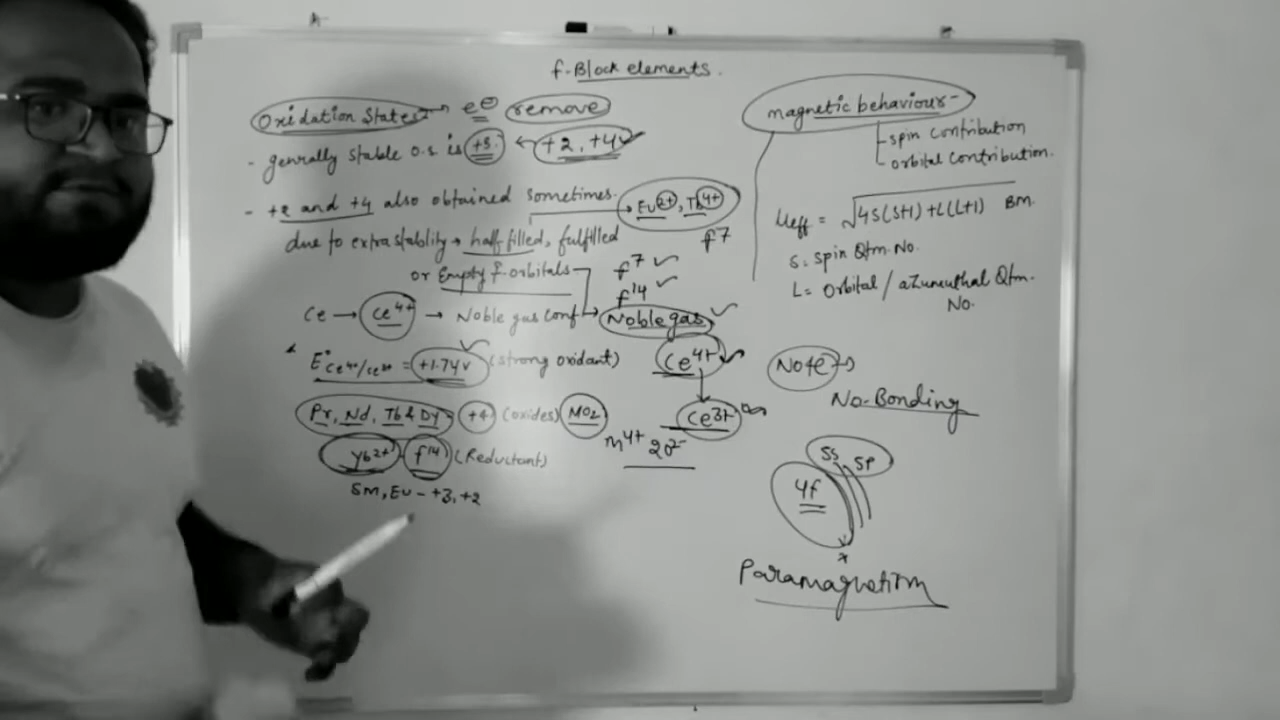 f-Block elements.
Oxidation States → e⊖ remove
- genrally stable o.s. is +3. ← +2, +4 ✓
- +2 and +4 also obtained sometimes. → Eu2+, Tb4+
due to extrastablity → half filled, fulfilled f7
or Empty f-orbitals f7 ✓
f14 ✓
Ce → Ce4+ → Noble gas conf Noble gas ✓
* E°Ce4+/Ce3+ = +1.74V (strong oxidant) Ce4+
Pr, Nd, Tb & Dy +4 (oxides) MO2 Ce3+
Yb2+ f14 (Reductant) M4+ 2O2-
Sm, Eu - +3, +2
magnetic behaviour -
spin contribution
orbital contribution.
μeff = √4S(S+1)+L(L+1) BM.
S = Spin Qtm. No.
L = Orbital / aZumuthal Qtm.
No.
Note →
No-Bonding
5s 5p
4f
Paramagnetism